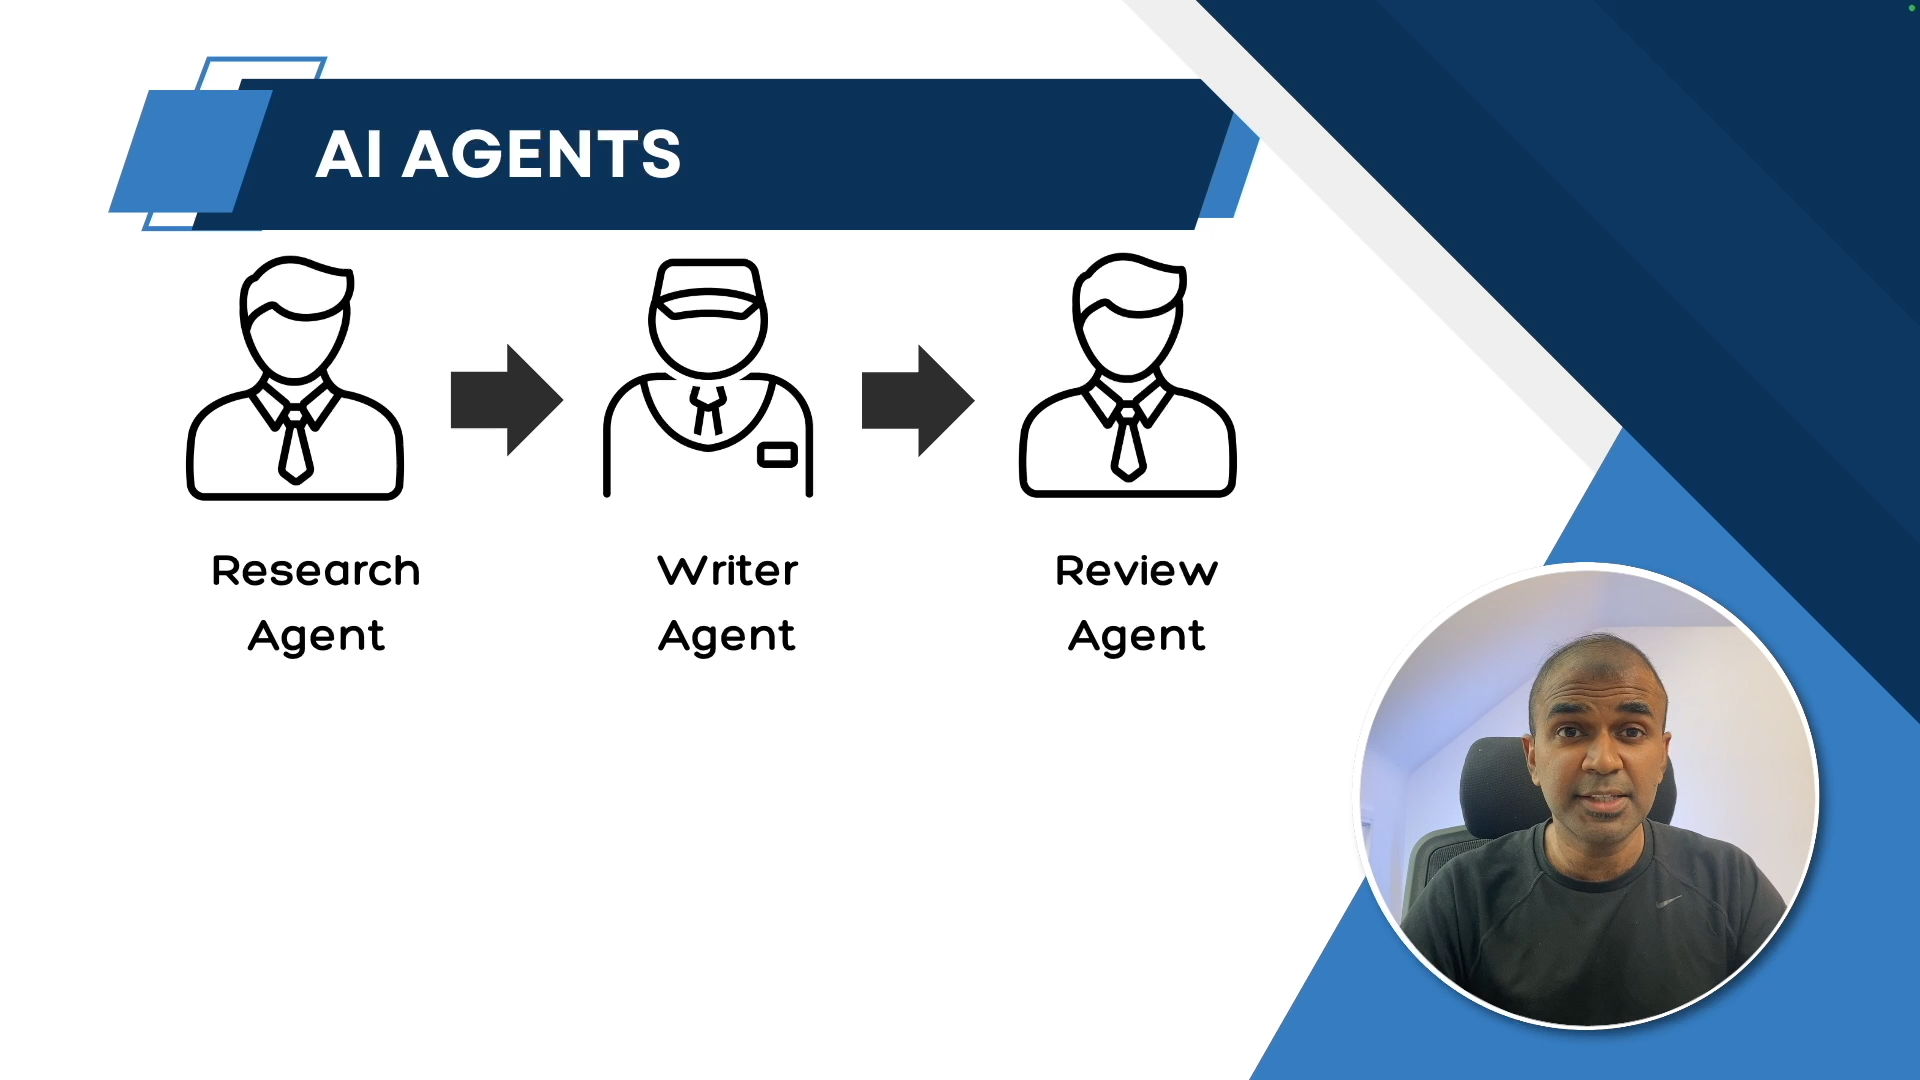 AI AGENTS
Research
Agent
Writer
Agent
Review
Agent